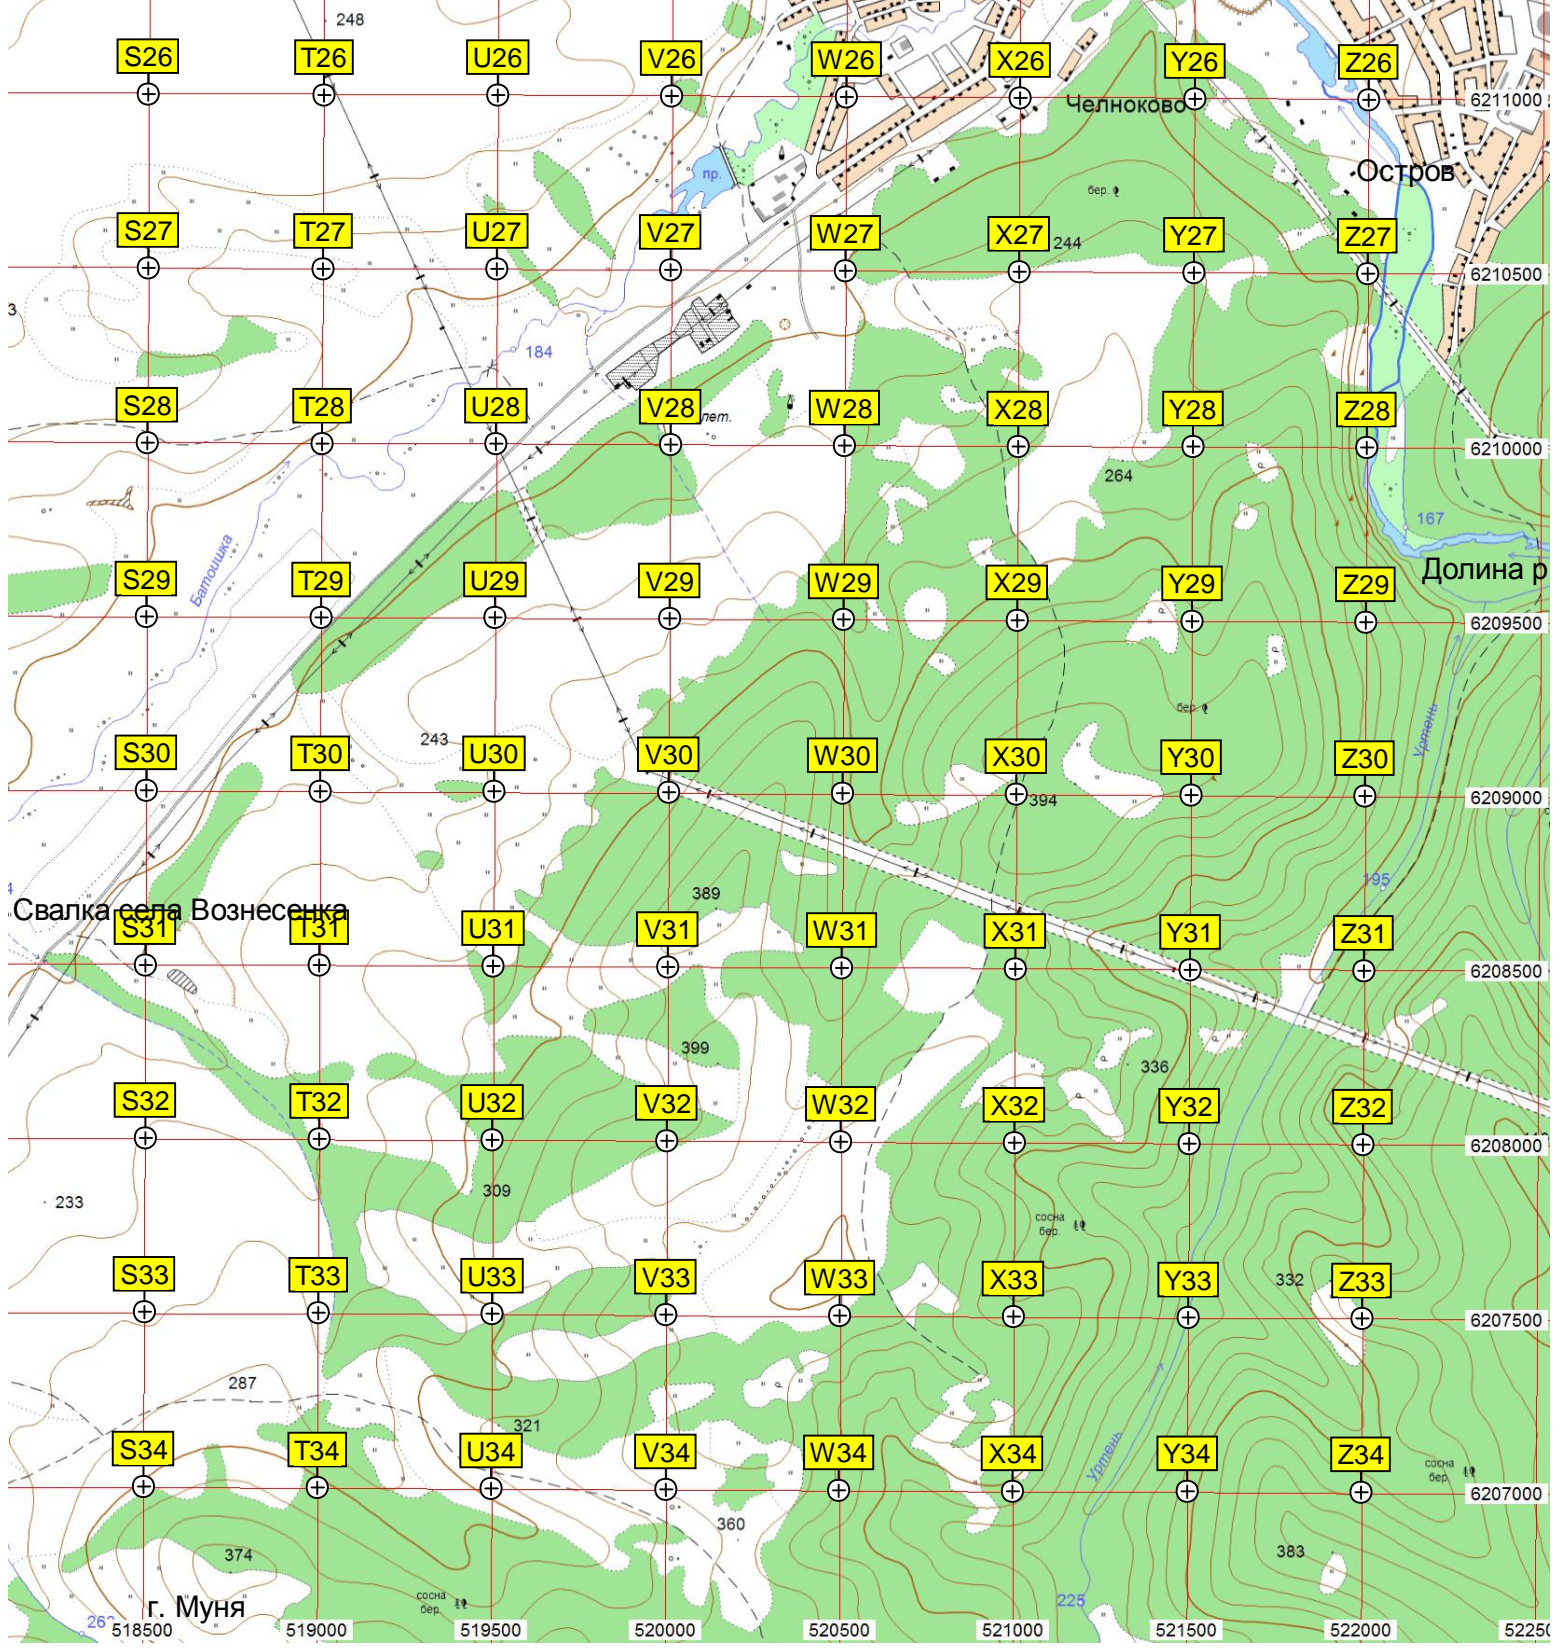 248
S26 T26 U26 V26 W26 X26 Y26 Z26
Челноково
6211000
Остров
пр.
бер.
S27 T27 U27 V27 W27 X27 Y27 Z27
244
6210500
3
184
S28 T28 U28 V28 W28 X28 Y28 Z28
лет.
6210000
264
167
Батошка
Долина р
S29 T29 U29 V29 W29 X29 Y29 Z29
6209500
бер.
Уртень
243
S30 T30 U30 V30 W30 X30 Y30 Z30
394
6209000
4
195
389
Свалка села Вознесенка
S31 T31 U31 V31 W31 X31 Y31 Z31
6208500
399
336
S32 T32 U32 V32 W32 X32 Y32 Z32
6208000
309
233
сосна
бер.
S33 T33 U33 V33 W33 X33 Y33 Z33
332
6207500
287
321
S34 T34 U34 V34 W34 X34 Y34 Z34
Уртень
сосна
бер.
6207000
360
374
383
сосна
бер.
225
г. Муня
518500 519000 519500 520000 520500 521000 521500 522000 52250